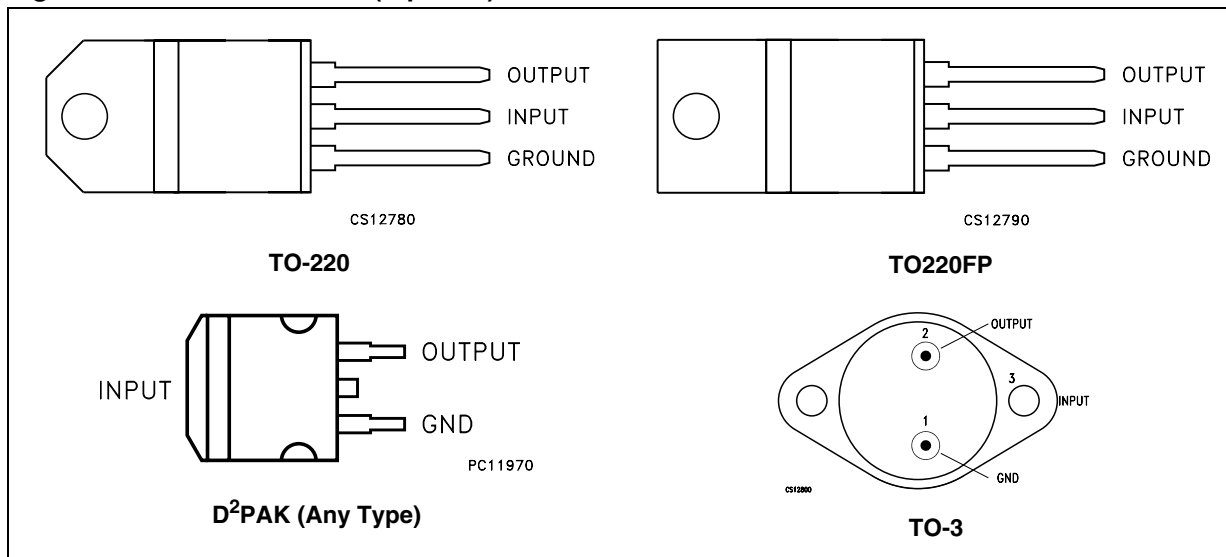 OUTPUT
INPUT
GROUND
CS12780
TO-220
OUTPUT
INPUT
GROUND
CS12790
TO220FP
INPUT
OUTPUT
GND
PC11970
D²PAK (Any Type)
2
OUTPUT
3
INPUT
1
GND
CS12800
TO-3